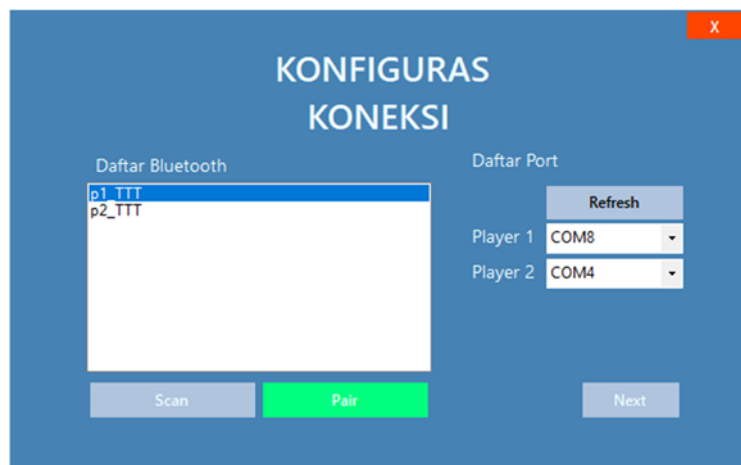 X
KONFIGURAS
KONEKSI
Daftar Bluetooth
p1_TTT
p2_TTT
Scan
Pair
Daftar Port
Refresh
Player 1 COM8
Player 2 COM4
Next